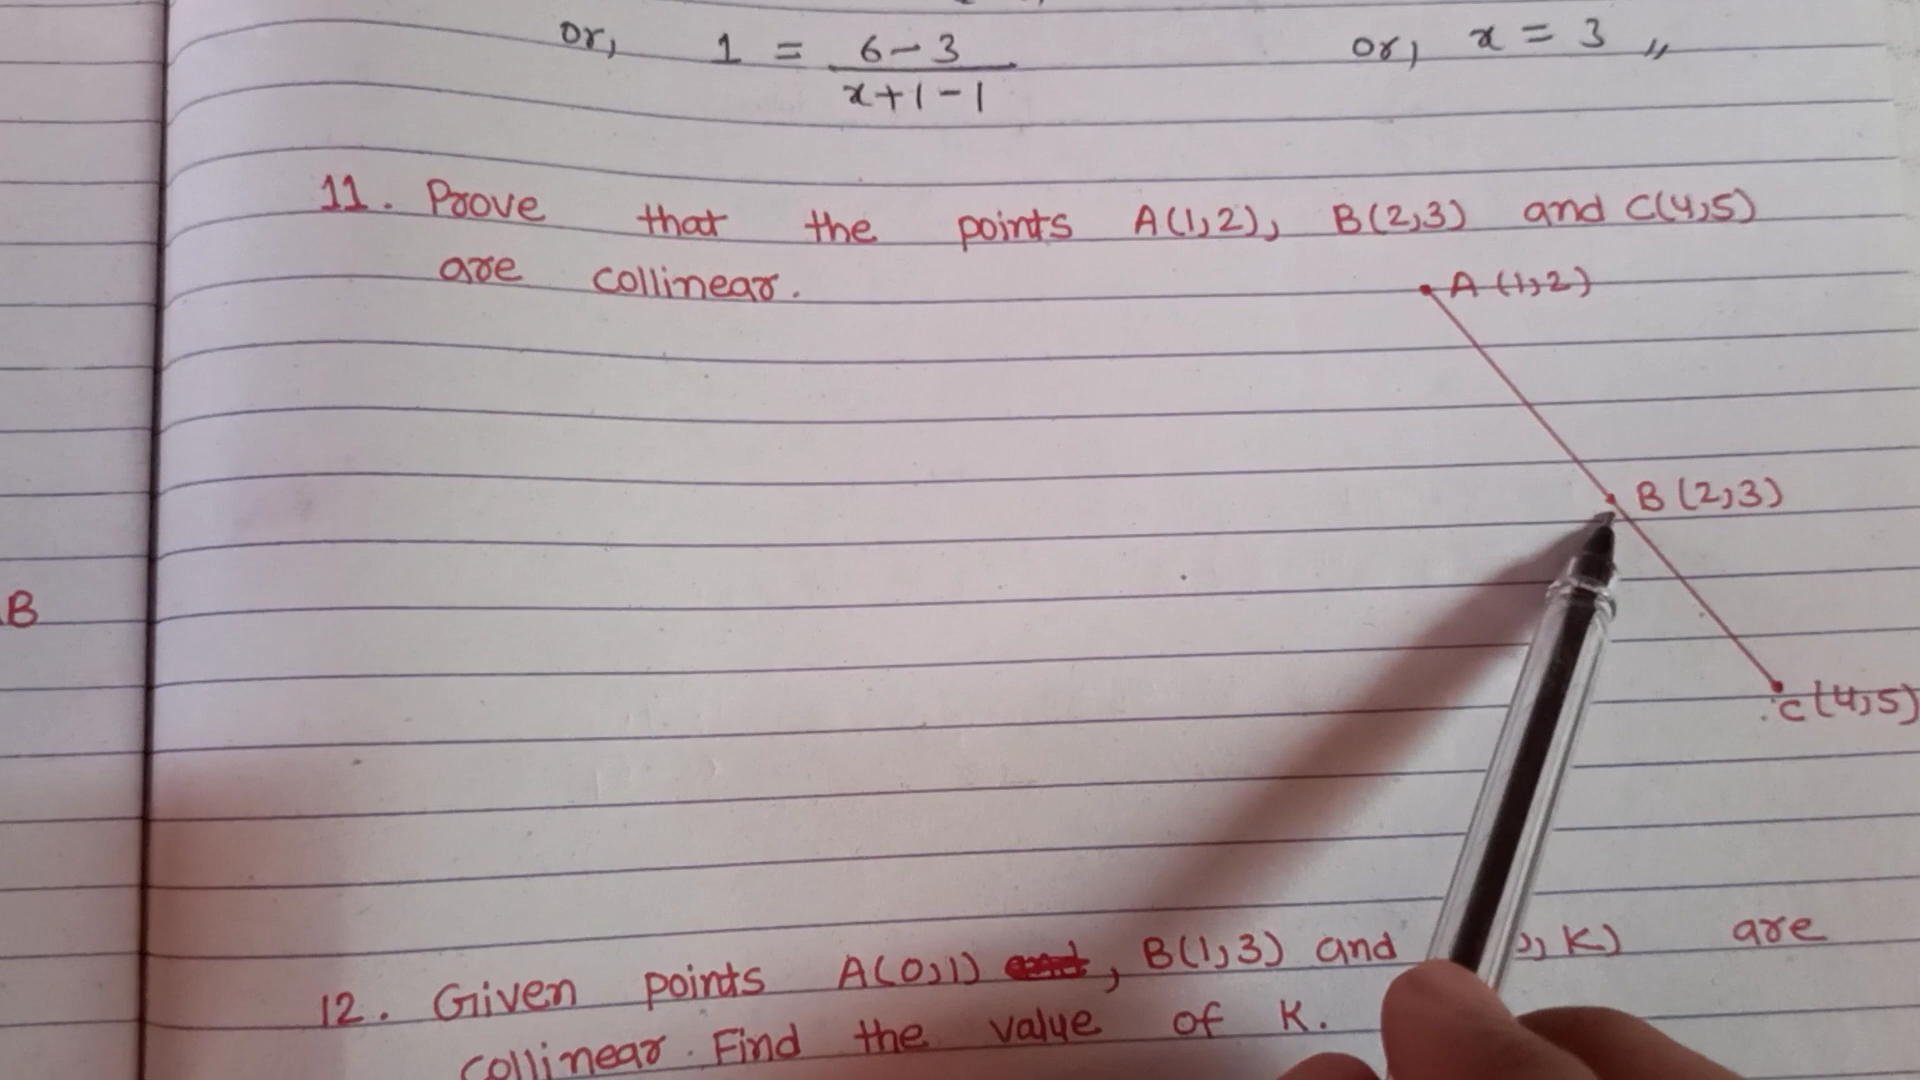 or, 1 = 6-3 / x+1-1
or, x = 3 ,,
11. Prove that the points A(1,2), B(2,3) and C(4,5)
are collinear.
A (1,2)
B (2,3)
B
C (4,5)
12. Given points A(0,1) , B(1,3) and , K) are
collinear. Find the value of K.